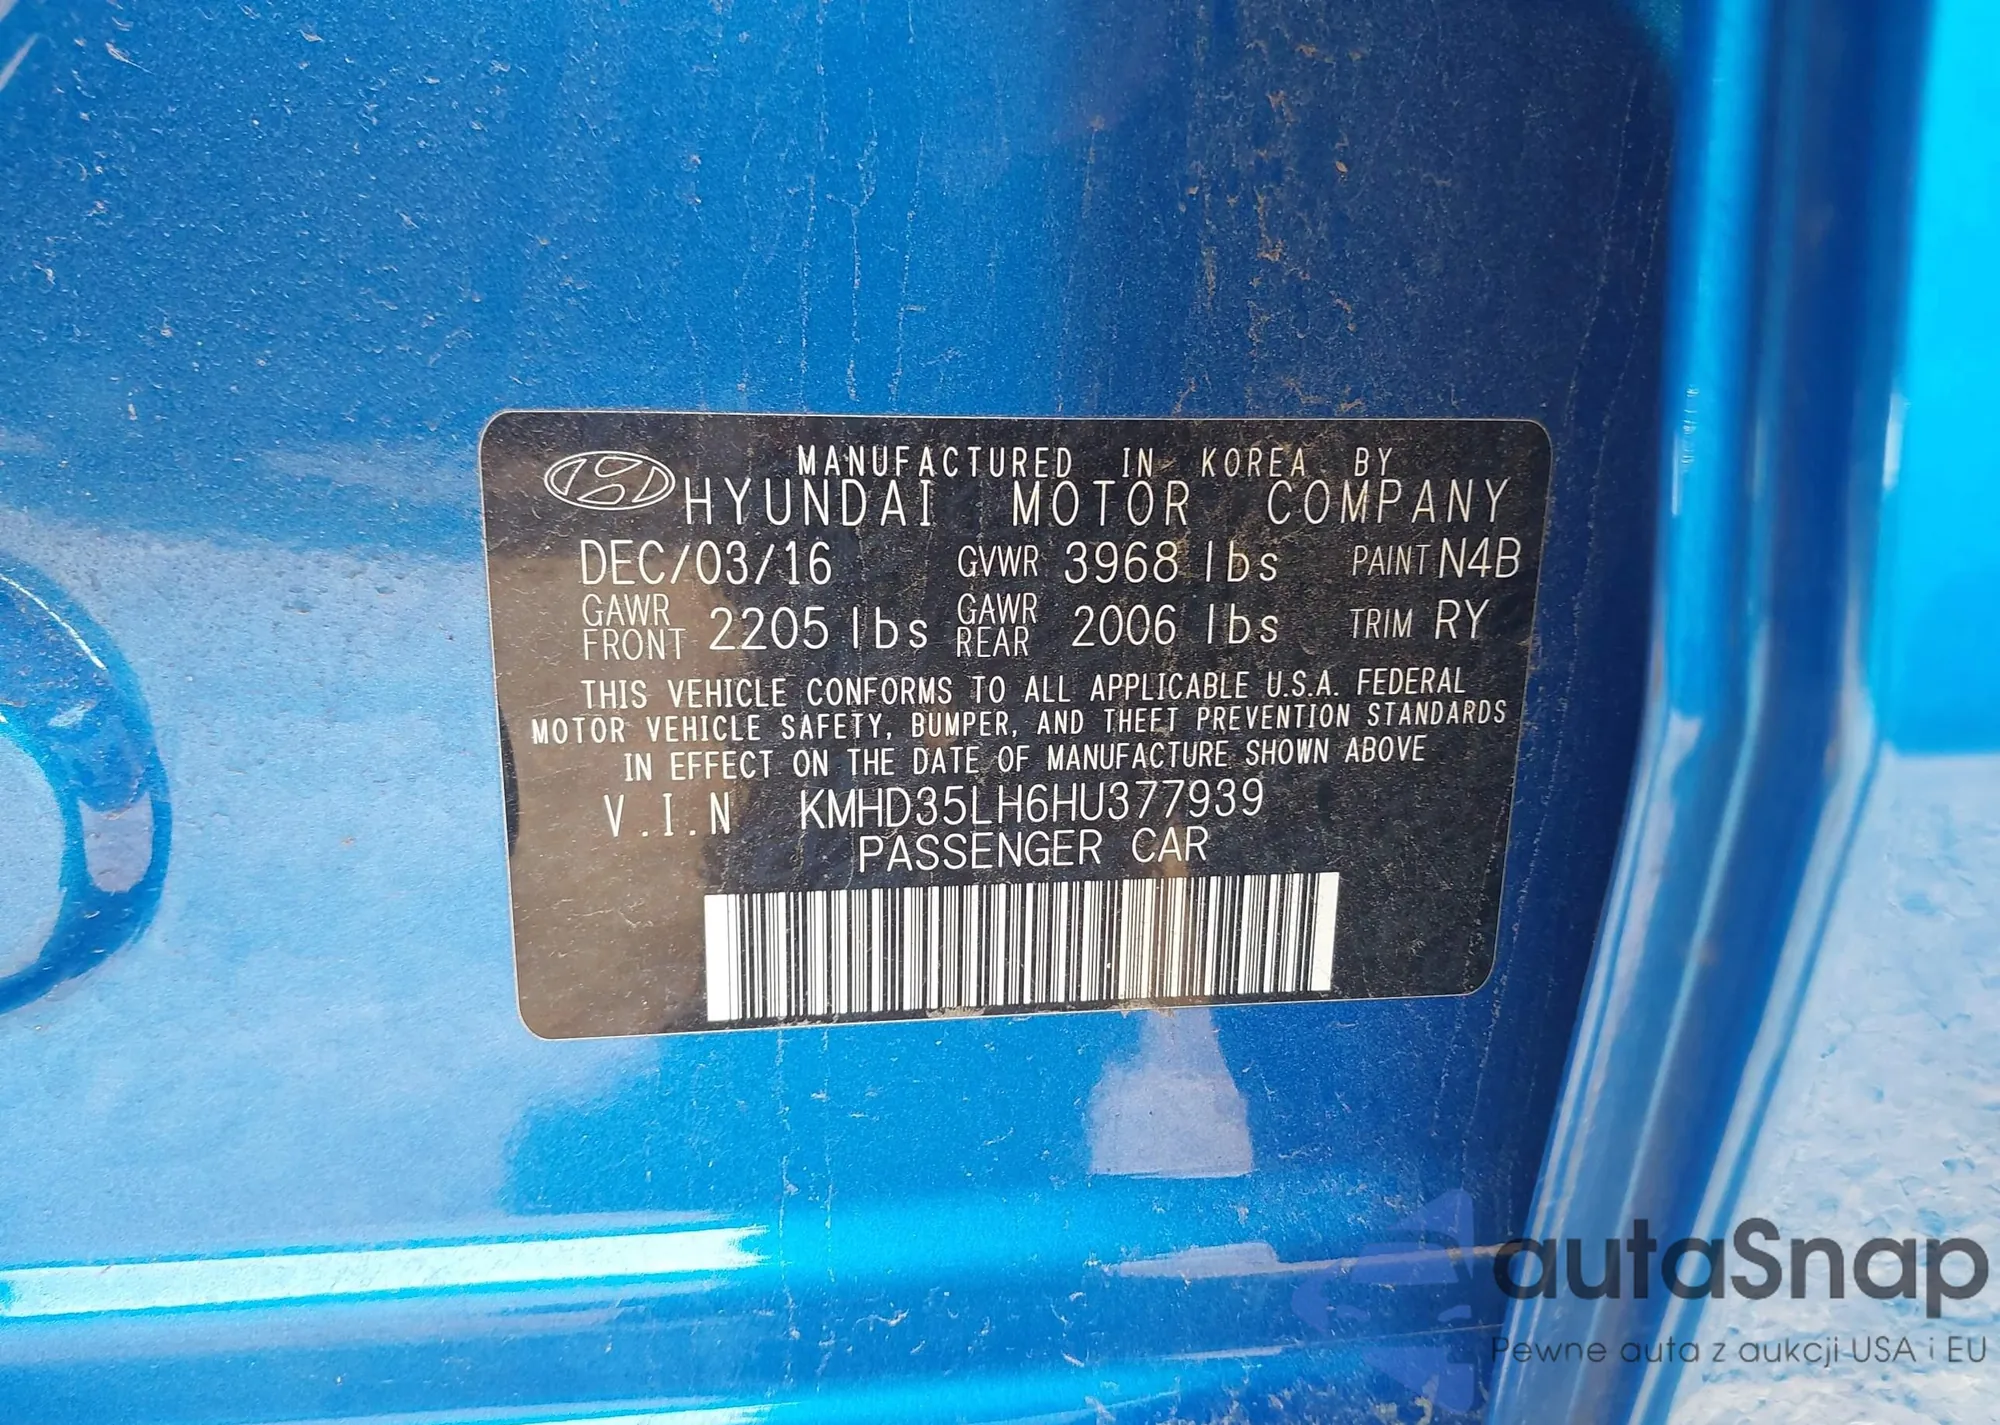 MANUFACTURED IN KOREA BY
HYUNDAI MOTOR COMPANY
DEC/03/16 GVWR 3968 lbs PAINT N4B
GAWR FRONT 2205 lbs GAWR REAR 2006 lbs TRIM RY
THIS VEHICLE CONFORMS TO ALL APPLICABLE U.S.A. FEDERAL
MOTOR VEHICLE SAFETY, BUMPER, AND THEFT PREVENTION STANDARDS
IN EFFECT ON THE DATE OF MANUFACTURE SHOWN ABOVE
V.I.N KMHD35LH6HU377939
PASSENGER CAR
autaSnap
Pewne auta z aukcji USA i EU